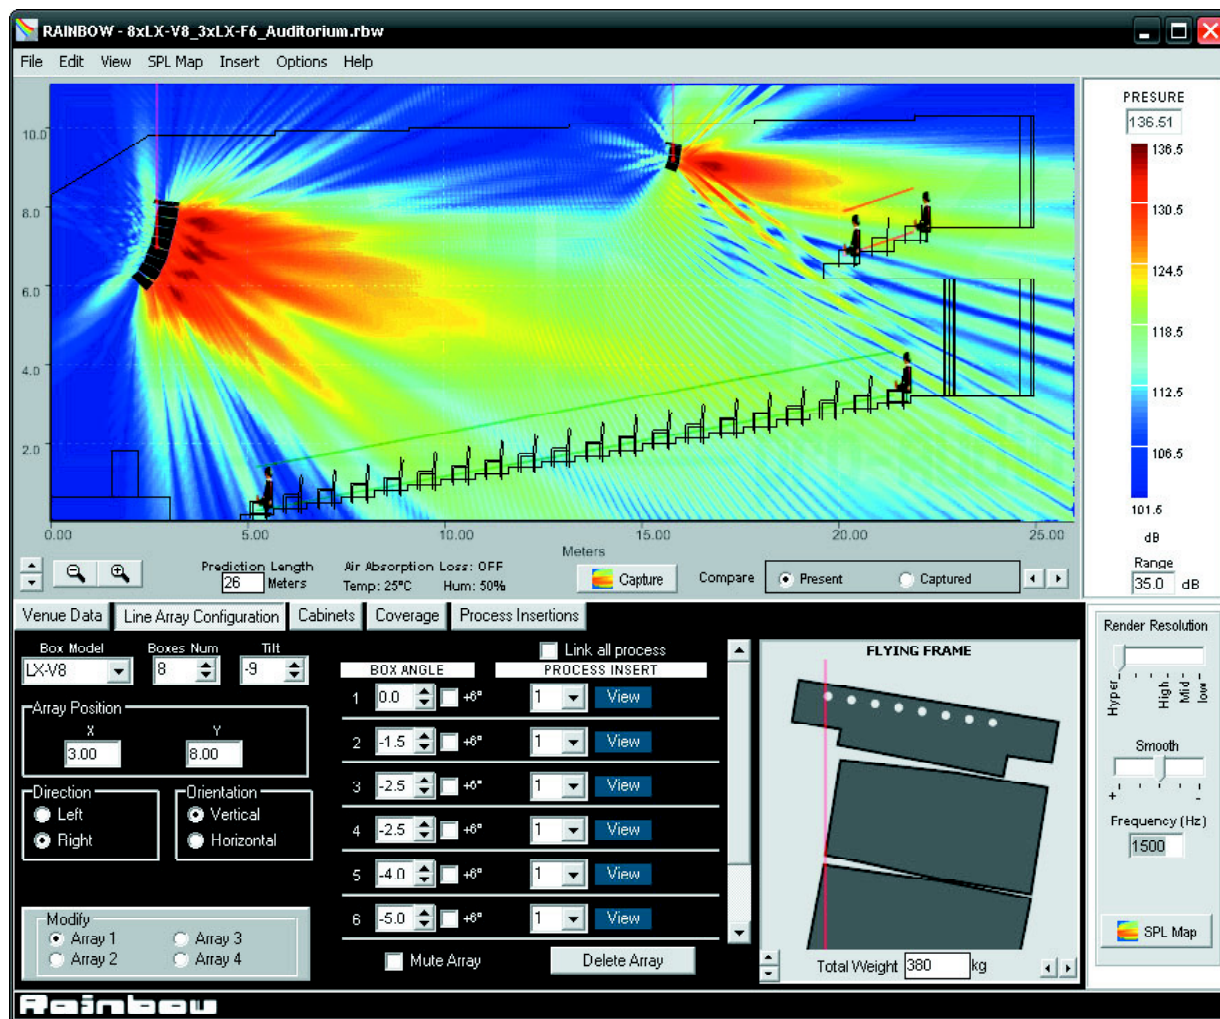 RAINBOW - 8xLX-V8_3xLX-F6_Auditorium.rbw
File Edit View SPL Map Insert Options Help
PRESURE
136.51
136.5
130.5
124.5
118.5
112.5
106.5
101.6
dB
Range
35.0 dB
10.0
8.0
6.0
4.0
2.0
0.00 5.00 10.00 15.00 20.00 25.00
Meters
Prediction Length
26 Meters
Air Absorption Loss: OFF
Temp: 25ºC Hum: 50%
Capture
Compare
Present Captured
Venue Data Line Array Configuration Cabinets Coverage Process Insertions
Box Model Boxes Num Tilt
LX-V8 8 -9
Array Position
X Y
3.00 8.00
Direction
Left
Right
Orientation
Vertical
Horizontal
Modify
Array 1 Array 3
Array 2 Array 4
Link all process
BOX ANGLE PROCESS INSERT
1 0.0 +6º 1 View
2 -1.5 +6º 1 View
3 -2.5 +6º 1 View
4 -2.5 +6º 1 View
5 -4.0 +6º 1 View
6 -5.0 +6º 1 View
Mute Array Delete Array
FLYING FRAME
Total Weight 380 kg
Render Resolution
Hyper High Mid low
Smooth
+ -
Frequency (Hz)
1500
SPL Map
Rainbow